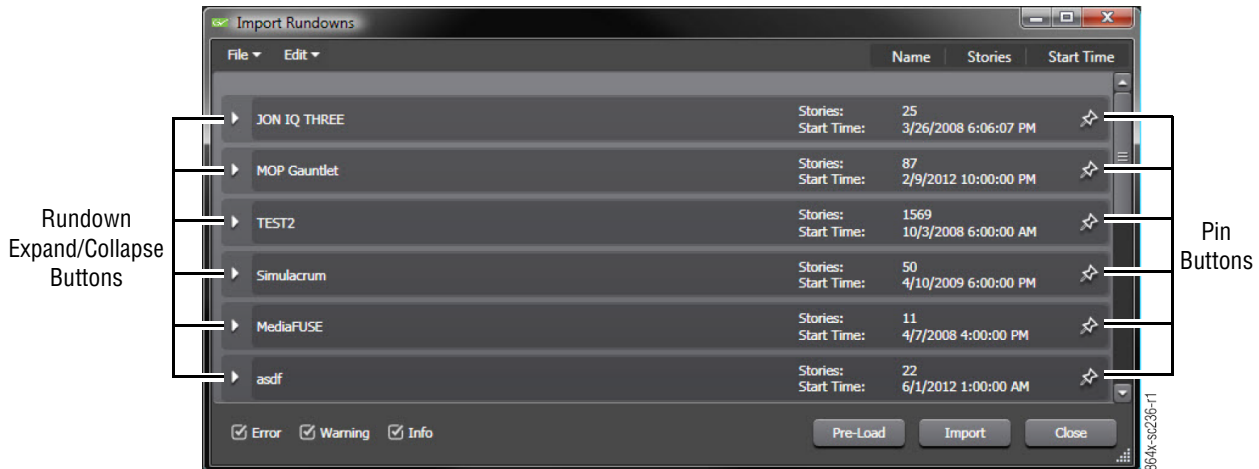 Import Rundowns
File Edit
Name Stories Start Time
JON IQ THREE
Stories: 25
Start Time: 3/26/2008 6:06:07 PM
MOP Gauntlet
Stories: 87
Start Time: 2/9/2012 10:00:00 PM
TEST2
Stories: 1569
Start Time: 10/3/2008 6:00:00 AM
Simulacrum
Stories: 50
Start Time: 4/10/2009 6:00:00 PM
MediaFUSE
Stories: 11
Start Time: 4/7/2008 4:00:00 PM
asdf
Stories: 22
Start Time: 6/1/2012 1:00:00 AM
Error Warning Info
Pre-Load Import Close
Rundown
Expand/Collapse
Buttons
Pin
Buttons
864x-sc236-r1